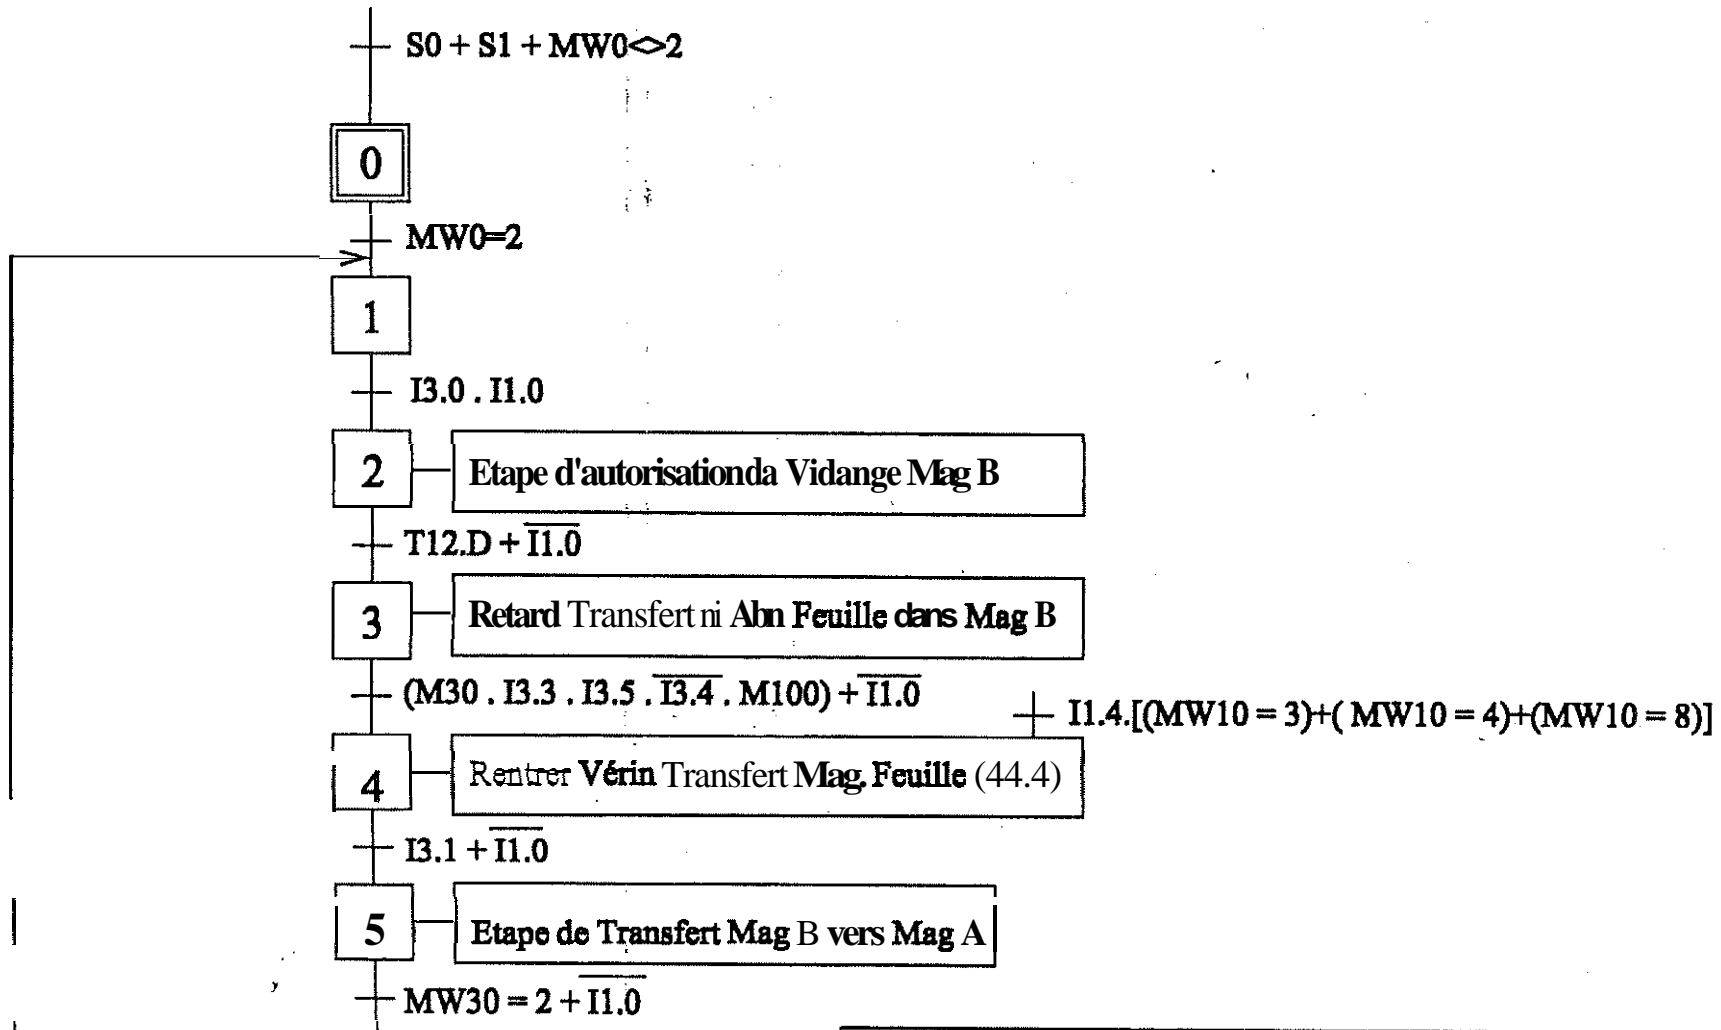 S0 + S1 + MW0<>2
0
MW0=2
1
I3.0 . I1.0
2
Etape d'autorisationda Vidange Mag B
T12.D + I1.0
3
Retard Transfert ni Abn Feuille dans Mag B
(M30 . I3.3 . I3.5 . I3.4 . M100) + I1.0
I1.4.[(MW10 = 3)+( MW10 = 4)+(MW10 = 8)]
4
Rentrer Vérin Transfert Mag. Feuille (44.4)
I3.1 + I1.0
5
Etape de Transfert Mag B vers Mag A
MW30 = 2 + I1.0